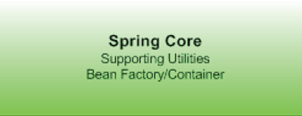 Spring Core
Supporting Utilities
Bean Factory/Container